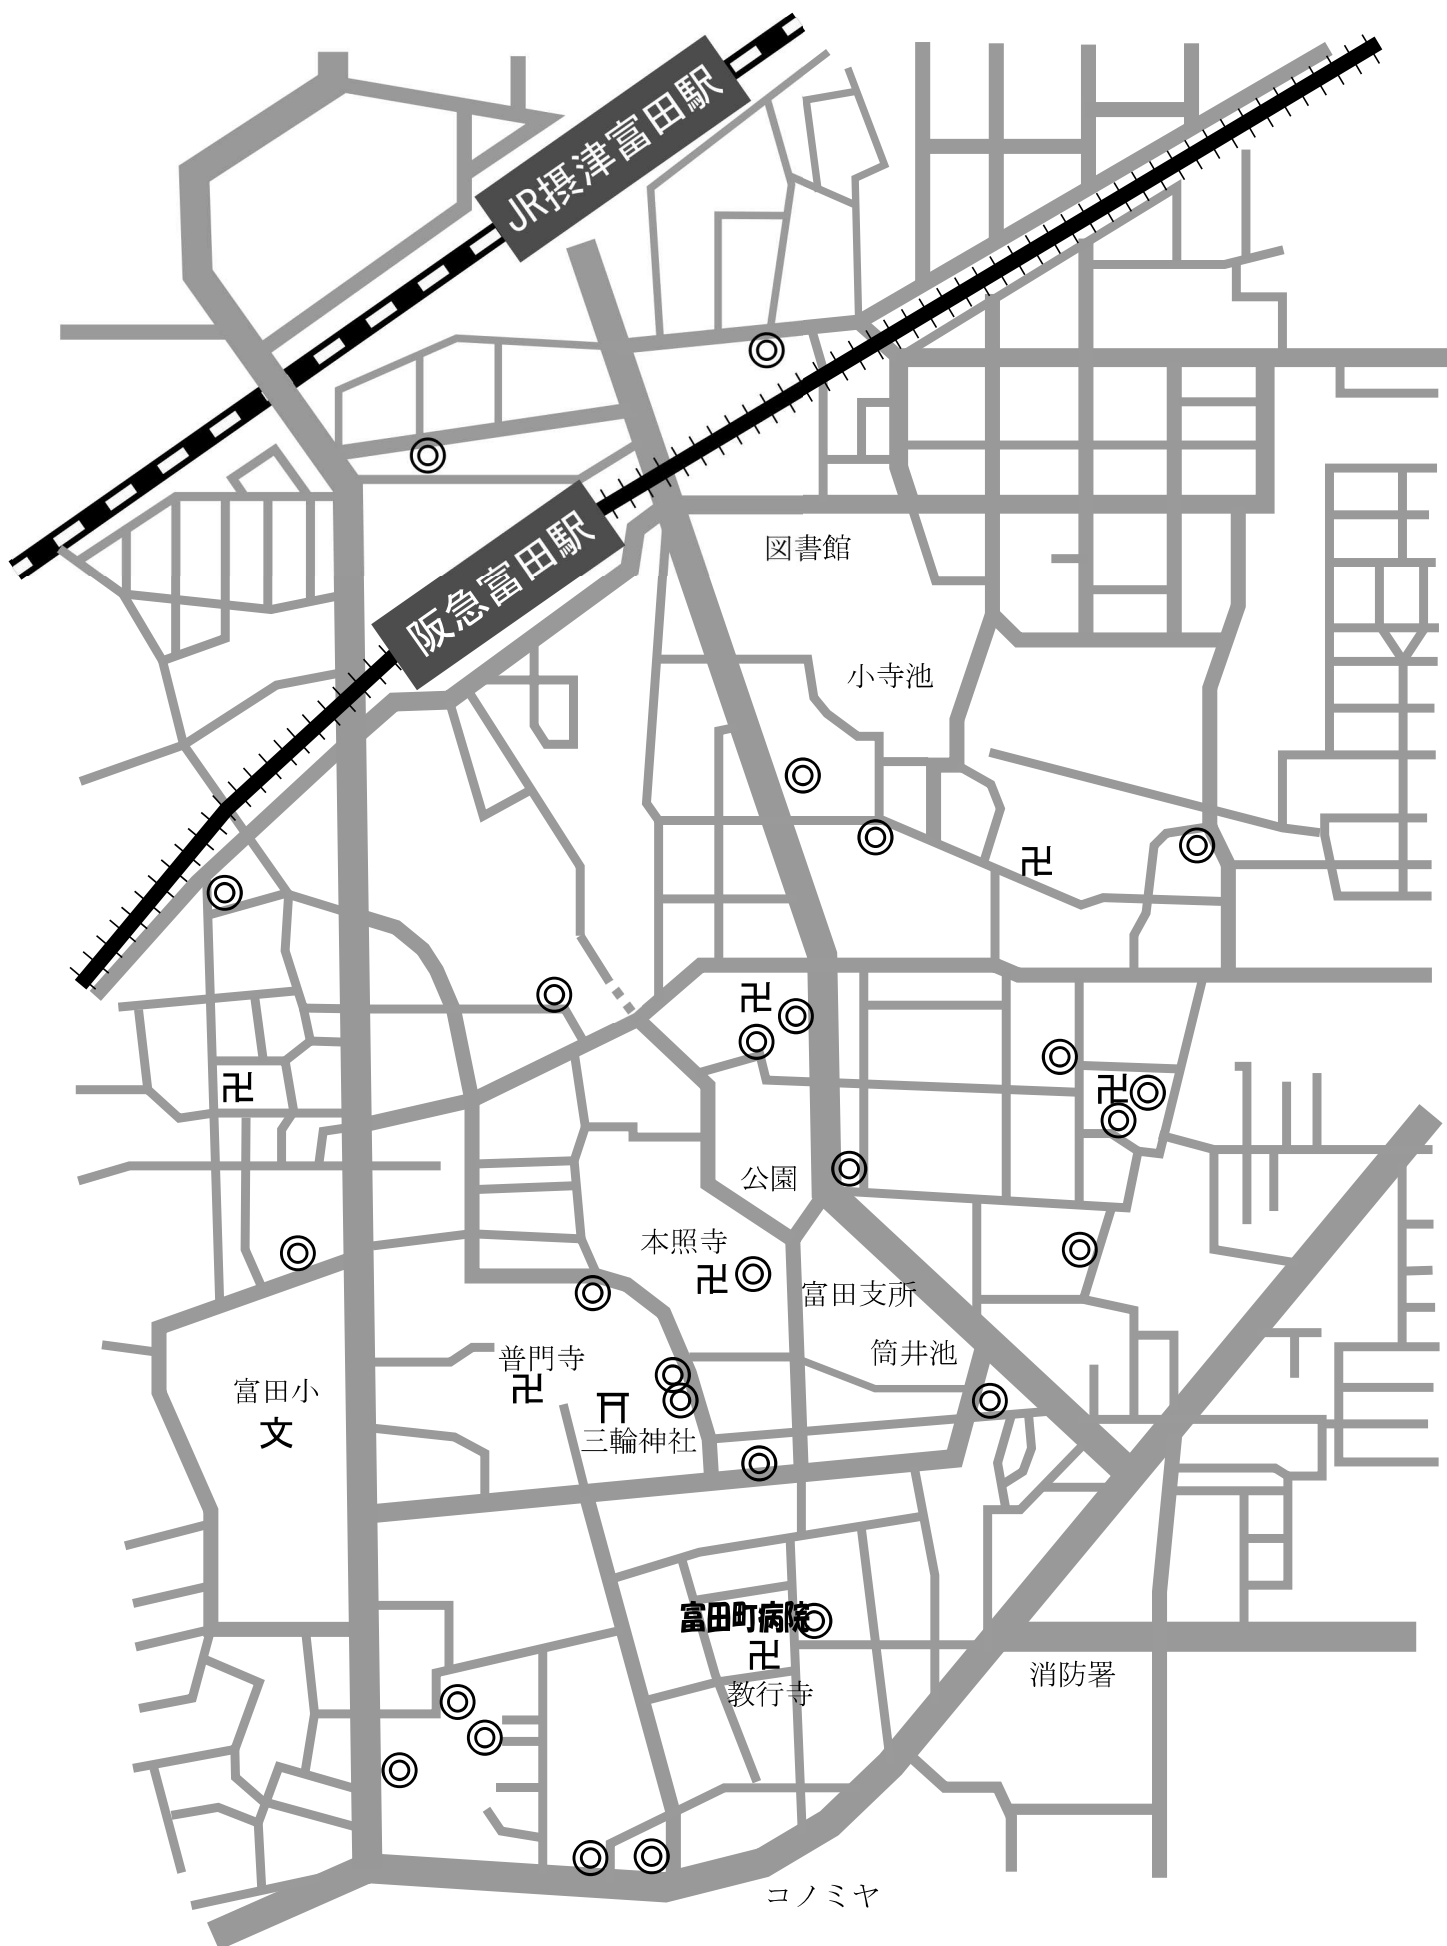 JR摂津富田駅
阪急富田駅
図書館
小寺池
公園
本照寺
富田支所
筒井池
普門寺
富田小
文
三輪神社
富田町病院
教行寺
消防署
コノミヤ